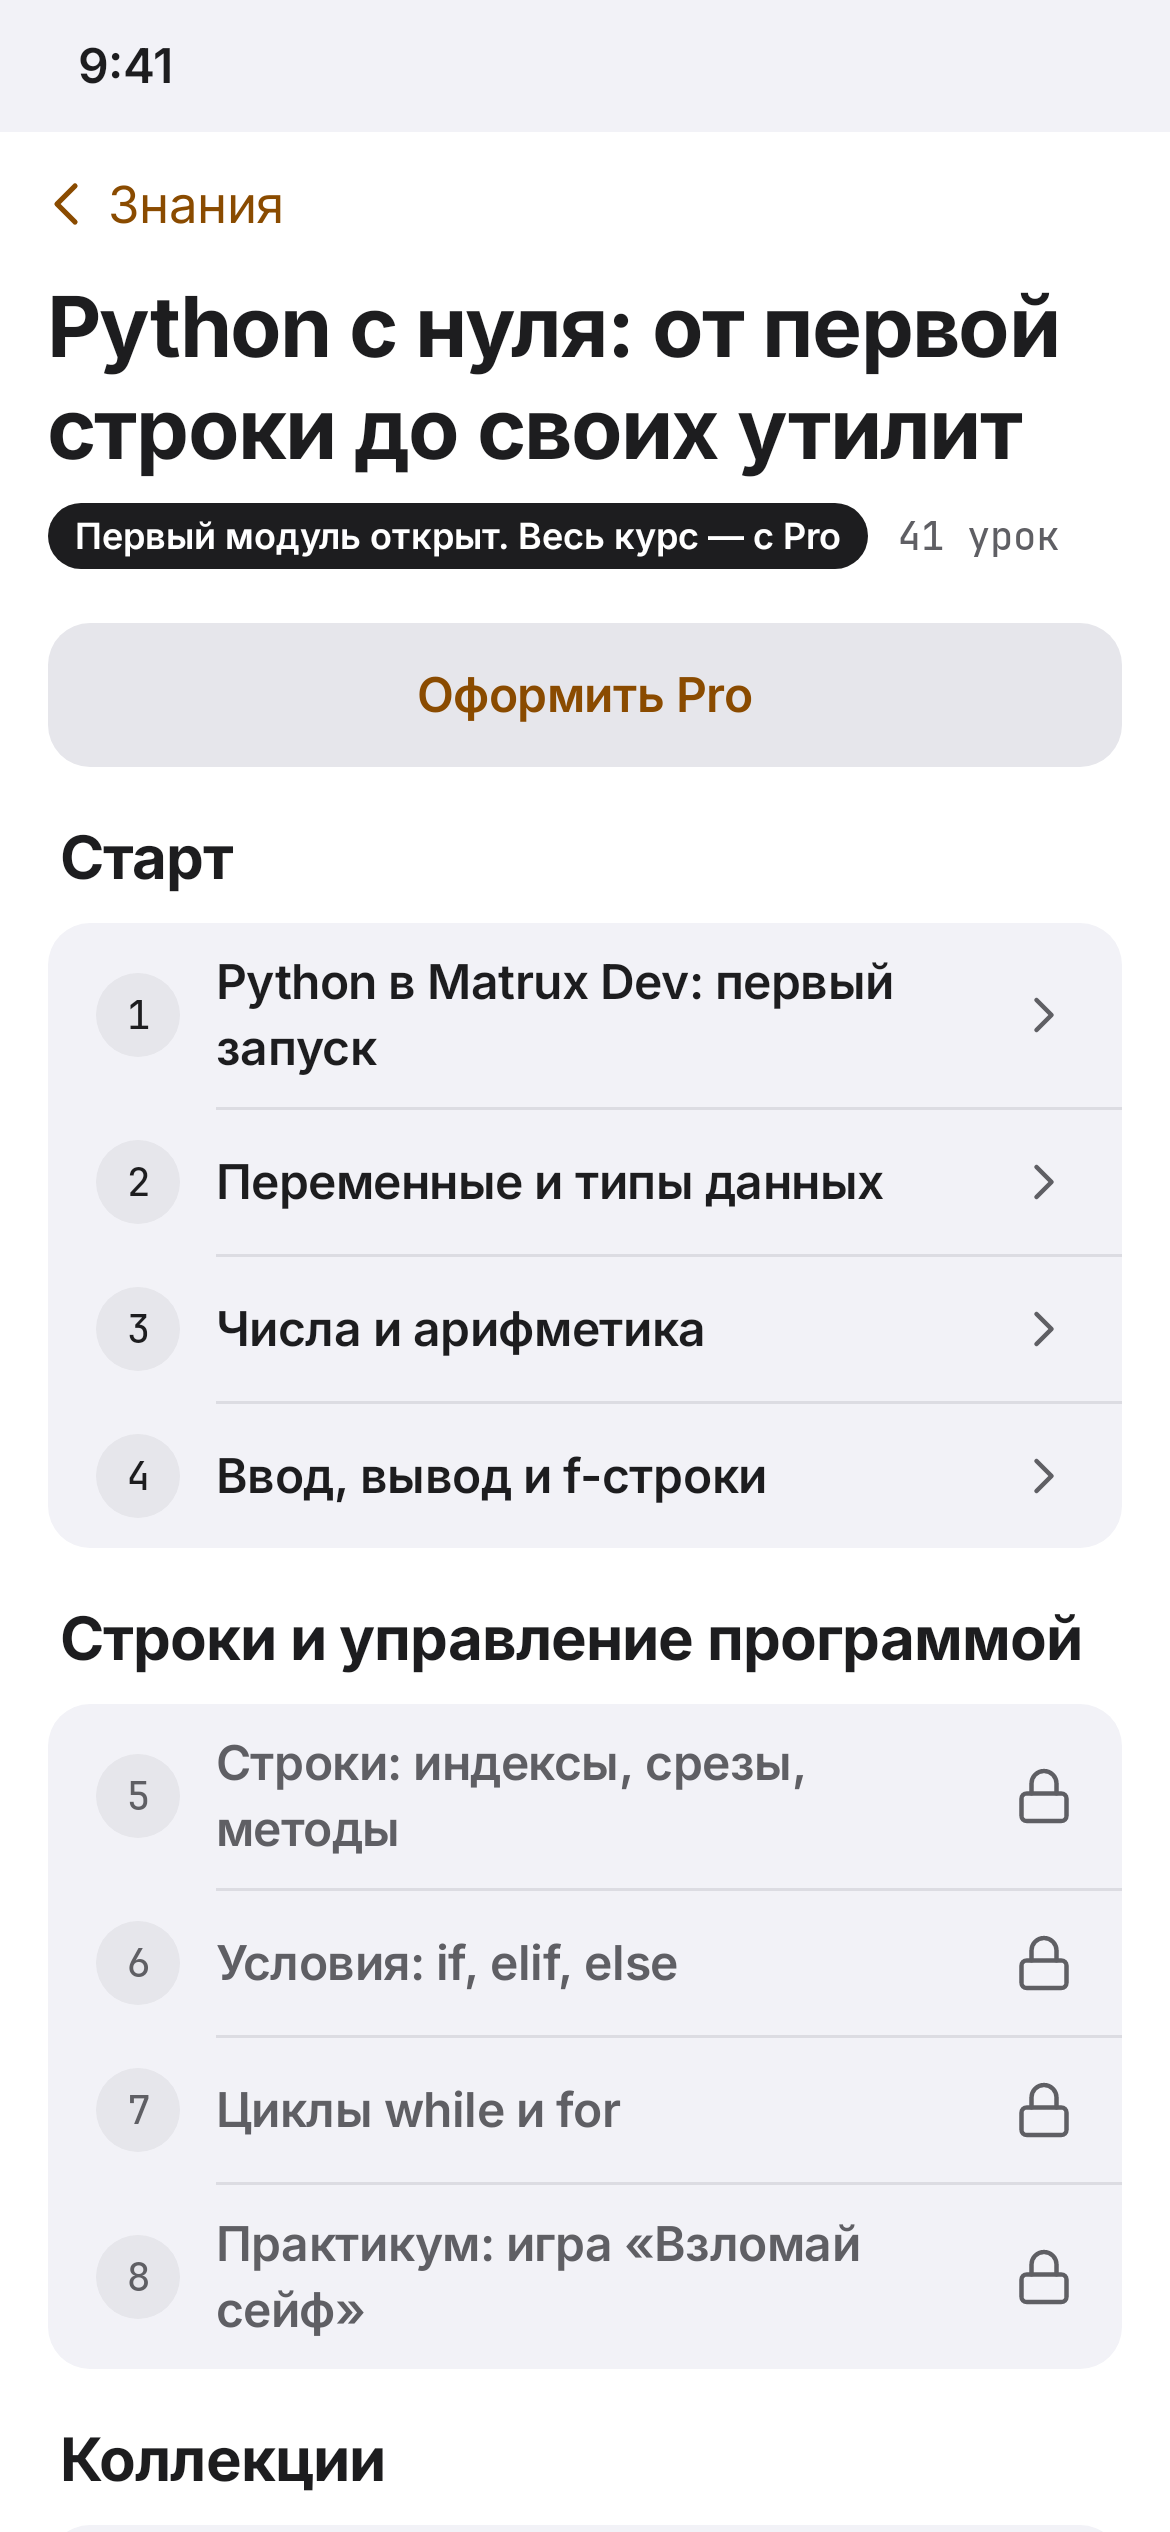 9:41
Знания
Python с нуля: от первой
строки до своих утилит
Первый модуль открыт. Весь курс — с Pro
41 урок
Оформить Pro
Старт
1
Python в Matrux Dev: первый
запуск
2
Переменные и типы данных
3
Числа и арифметика
4
Ввод, вывод и f-строки
Строки и управление программой
5
Строки: индексы, срезы,
методы
6
Условия: if, elif, else
7
Циклы while и for
8
Практикум: игра «Взломай
сейф»
Коллекции